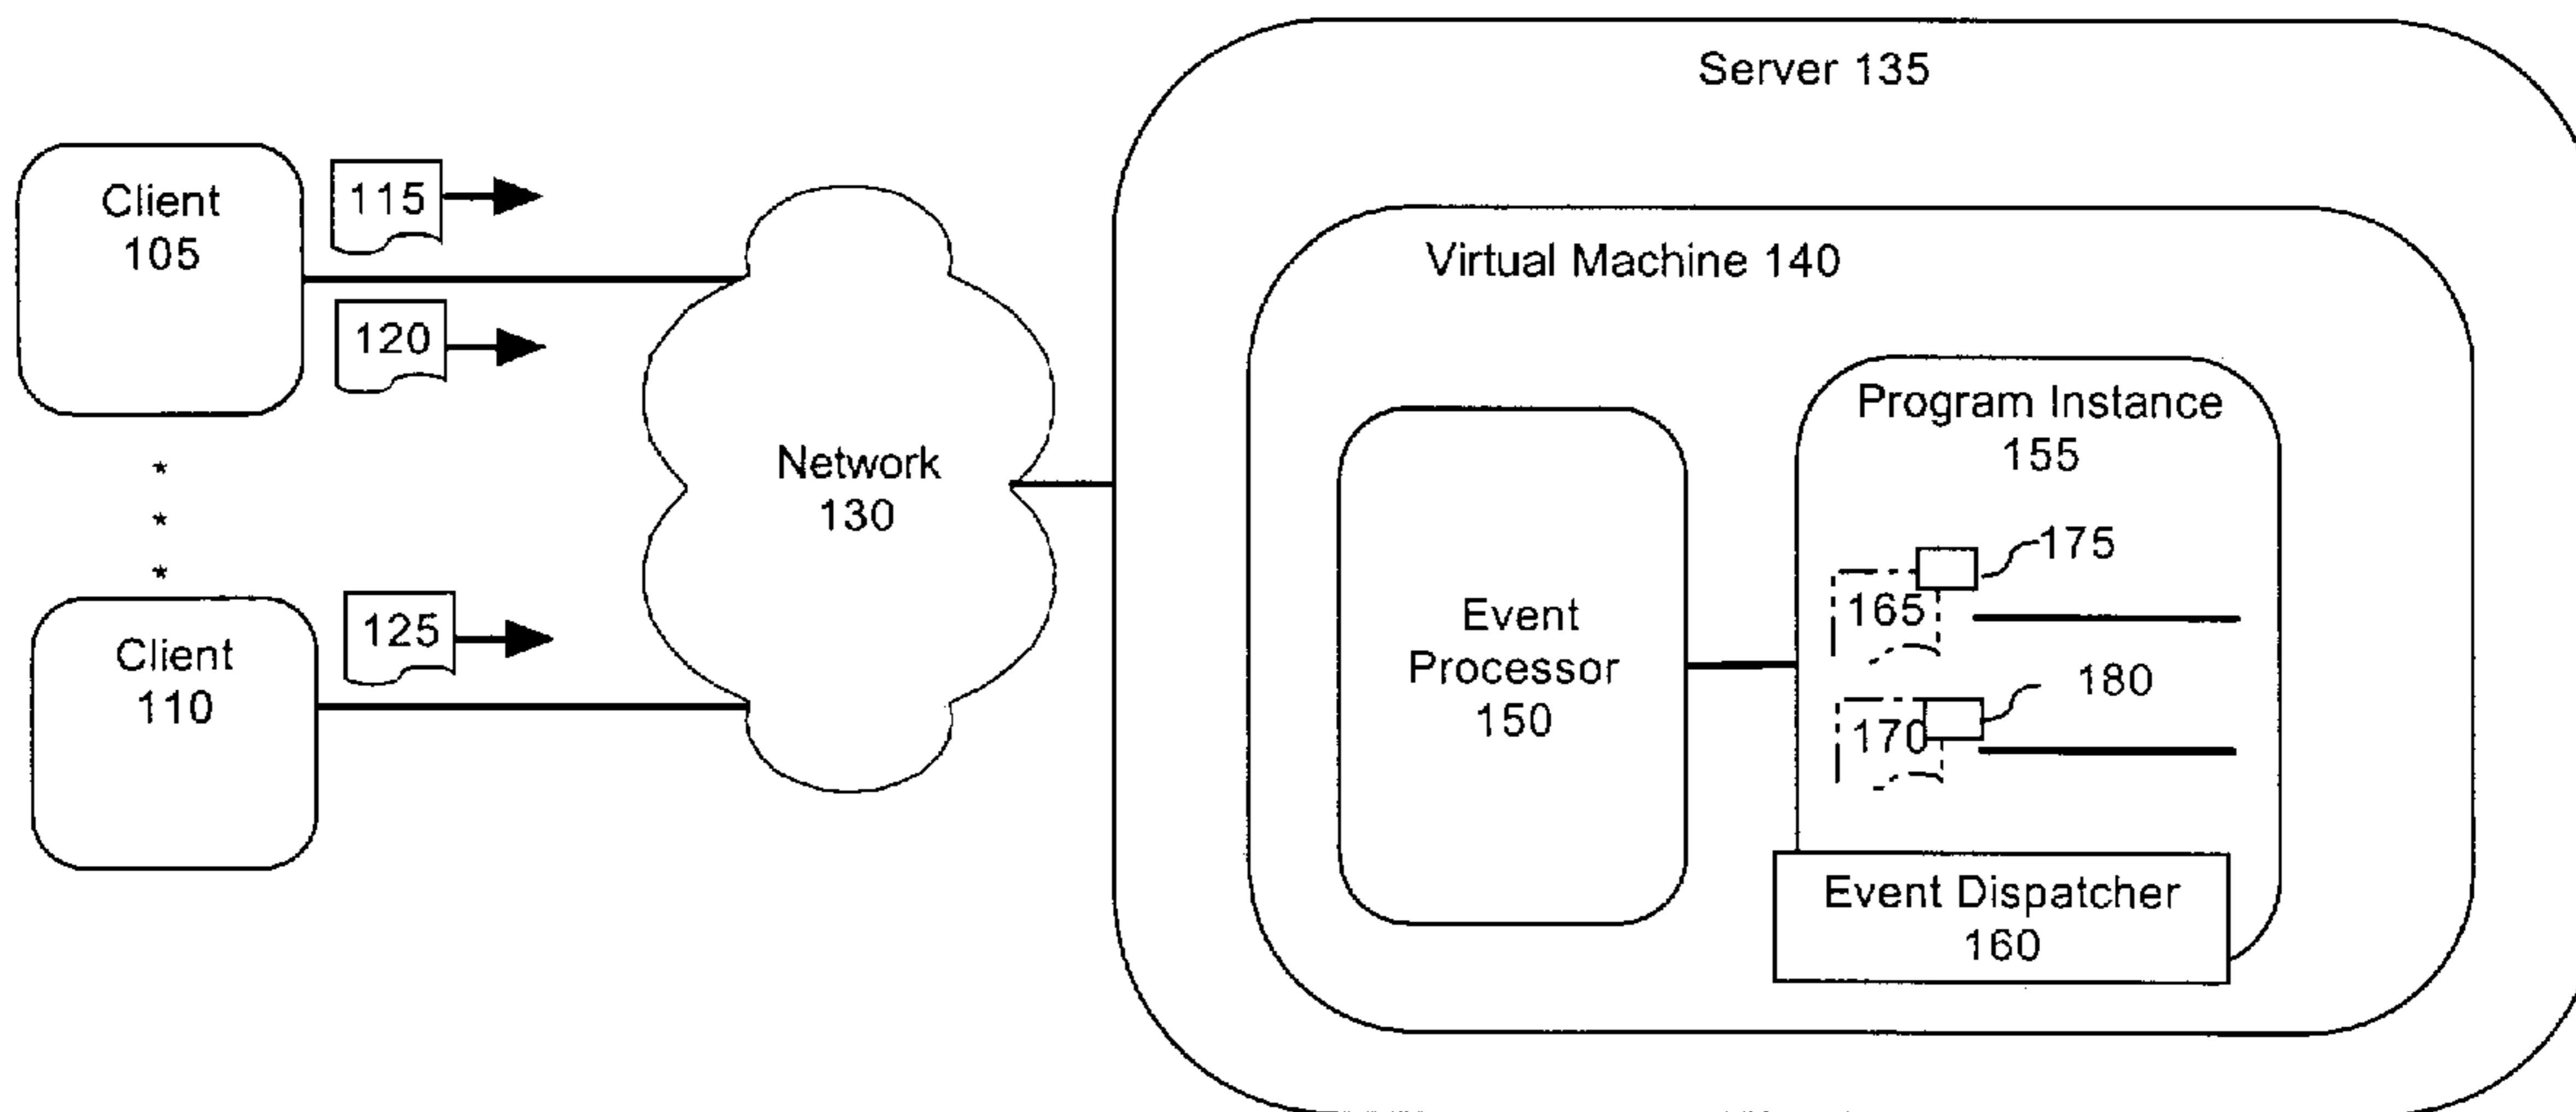 Server 135
Client
105
115
120
*
*
*
Client
110
125
Network
130
Virtual Machine 140
Event
Processor
150
Program Instance
155
175
165
180
170
Event Dispatcher
160